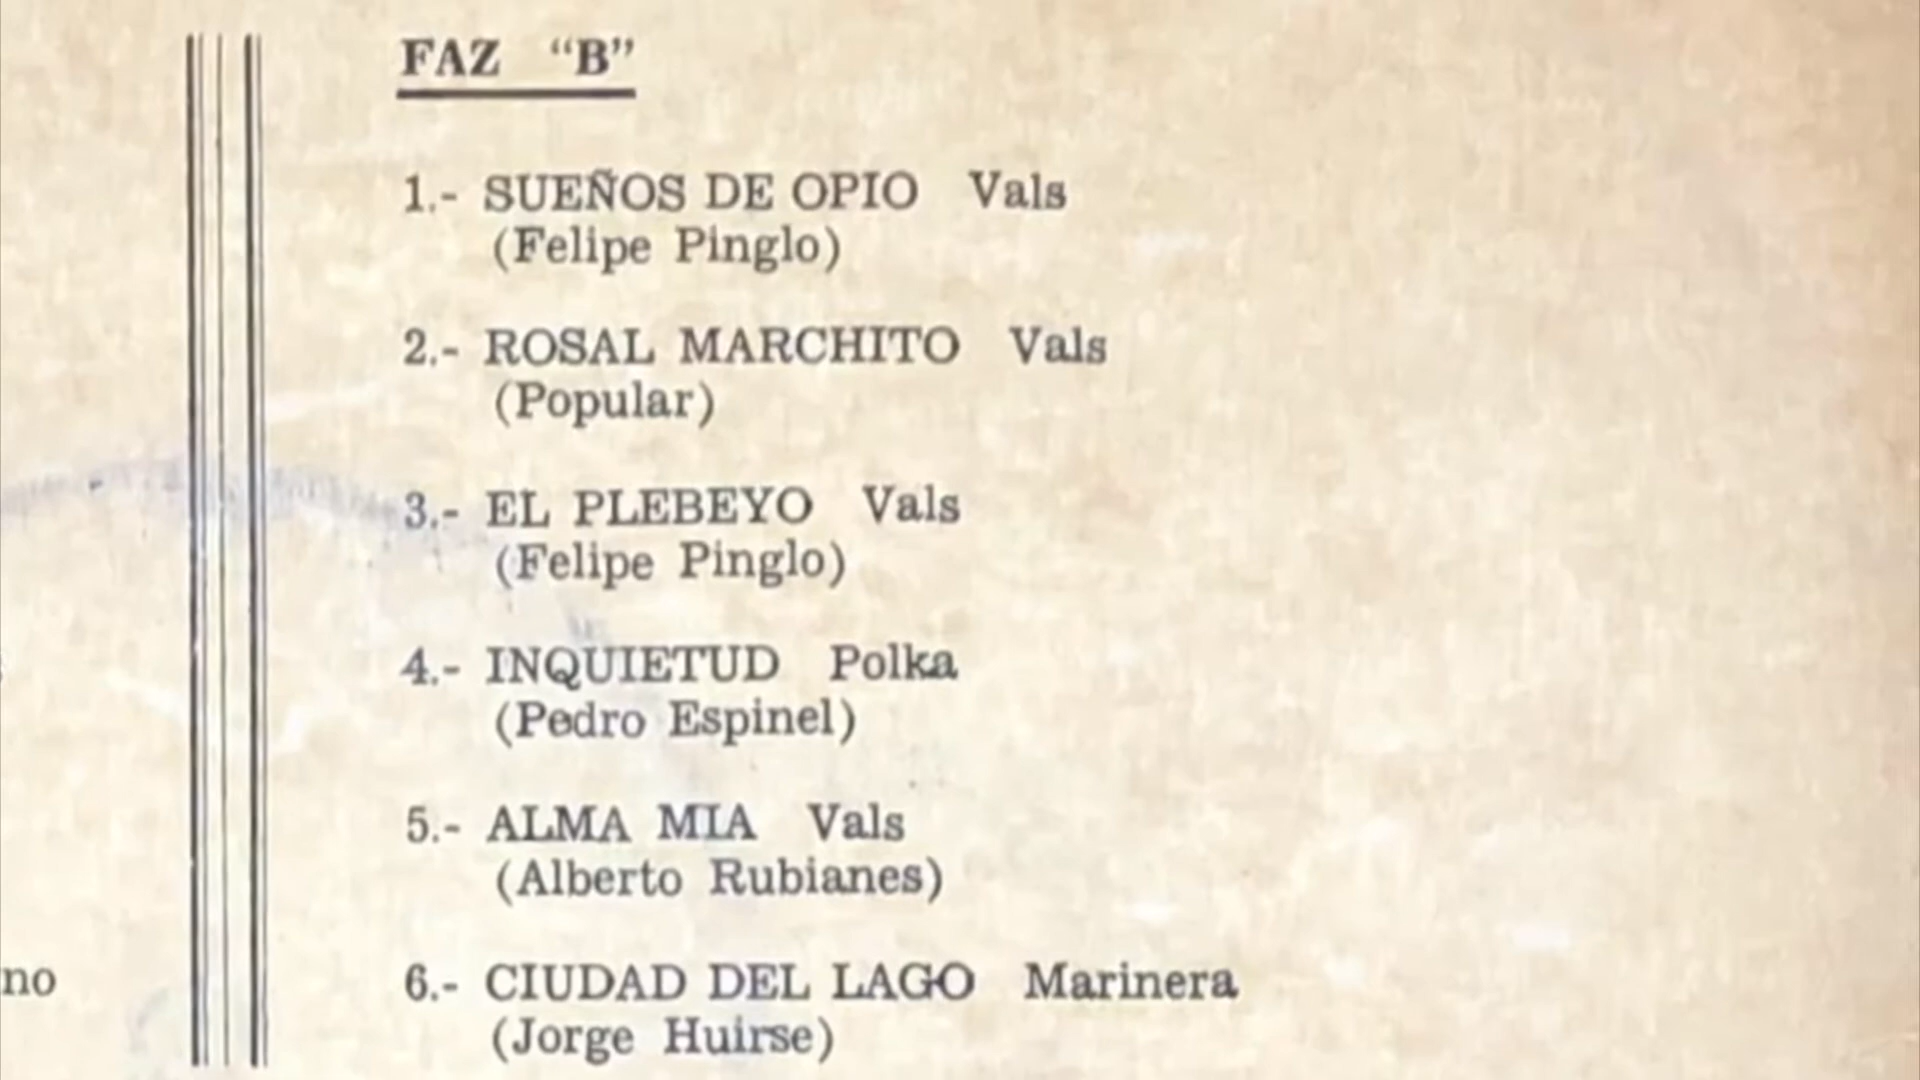 FAZ “B”
1.- SUEÑOS DE OPIO Vals
(Felipe Pinglo)
2.- ROSAL MARCHITO Vals
(Popular)
3.- EL PLEBEYO Vals
(Felipe Pinglo)
4.- INQUIETUD Polka
(Pedro Espinel)
5.- ALMA MIA Vals
(Alberto Rubianes)
no
6.- CIUDAD DEL LAGO Marinera
(Jorge Huirse)